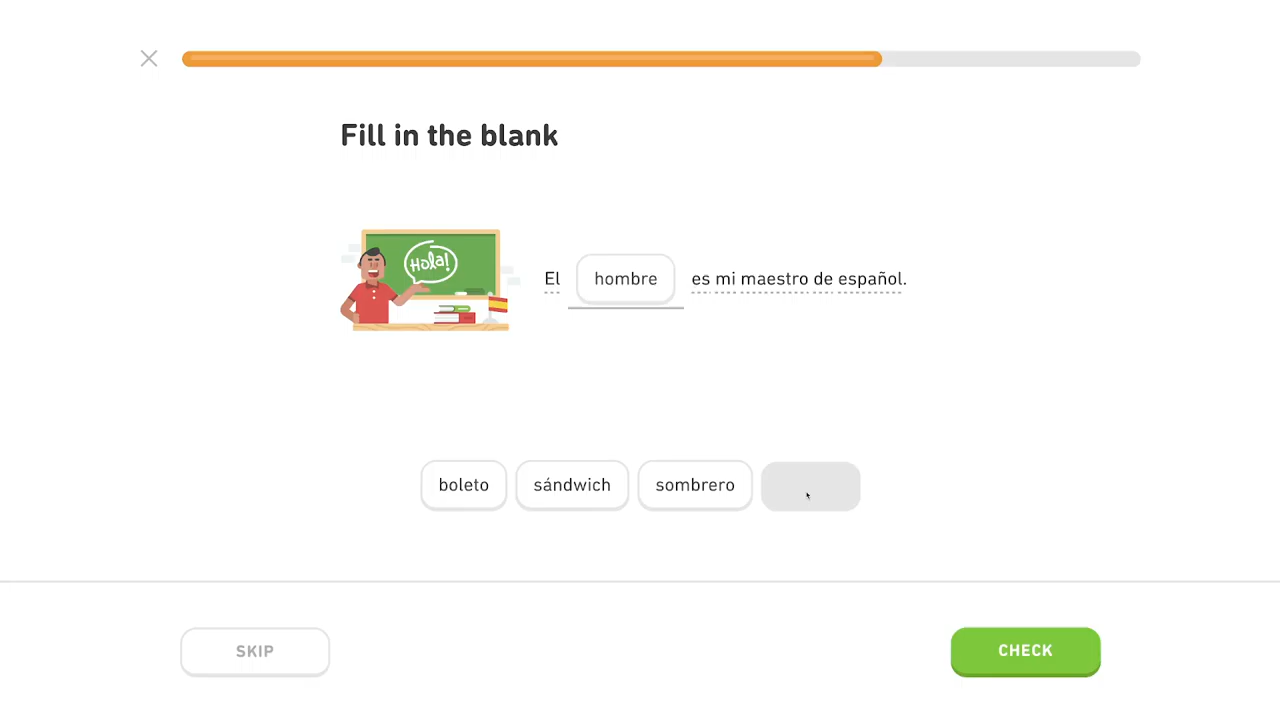 Fill in the blank
Hola!
El hombre es mi maestro de español.
boleto sándwich sombrero
SKIP CHECK